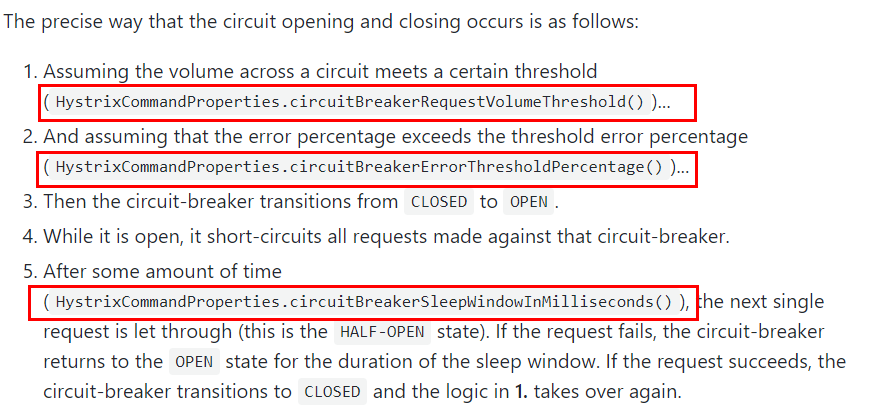 The precise way that the circuit opening and closing occurs is as follows:
1. Assuming the volume across a circuit meets a certain threshold
( HystrixCommandProperties.circuitBreakerRequestVolumeThreshold() )...
2. And assuming that the error percentage exceeds the threshold error percentage
( HystrixCommandProperties.circuitBreakerErrorThresholdPercentage() )...
3. Then the circuit-breaker transitions from CLOSED to OPEN .
4. While it is open, it short-circuits all requests made against that circuit-breaker.
5. After some amount of time
( HystrixCommandProperties.circuitBreakerSleepWindowInMilliseconds() ), the next single
request is let through (this is the HALF-OPEN state). If the request fails, the circuit-breaker
returns to the OPEN state for the duration of the sleep window. If the request succeeds, the
circuit-breaker transitions to CLOSED and the logic in 1. takes over again.